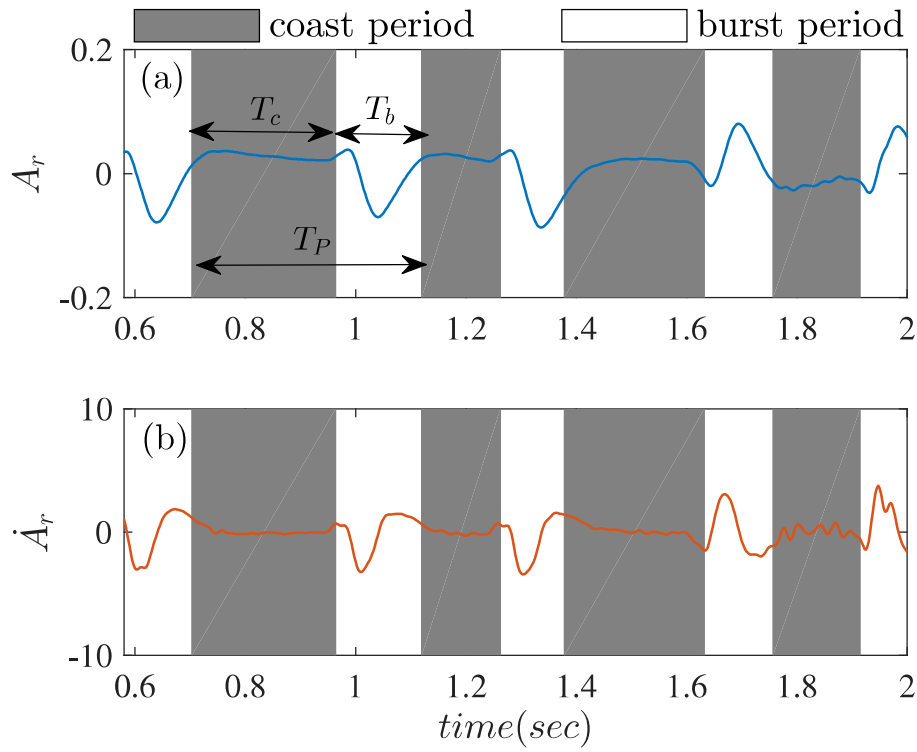 coast period burst period
0.2
(a)
T_c T_b
0
A_r
T_P
-0.2
0.6 0.8 1 1.2 1.4 1.6 1.8 2
10
(b)
0
Ȧ_r
-10
0.6 0.8 1 1.2 1.4 1.6 1.8 2
time(sec)